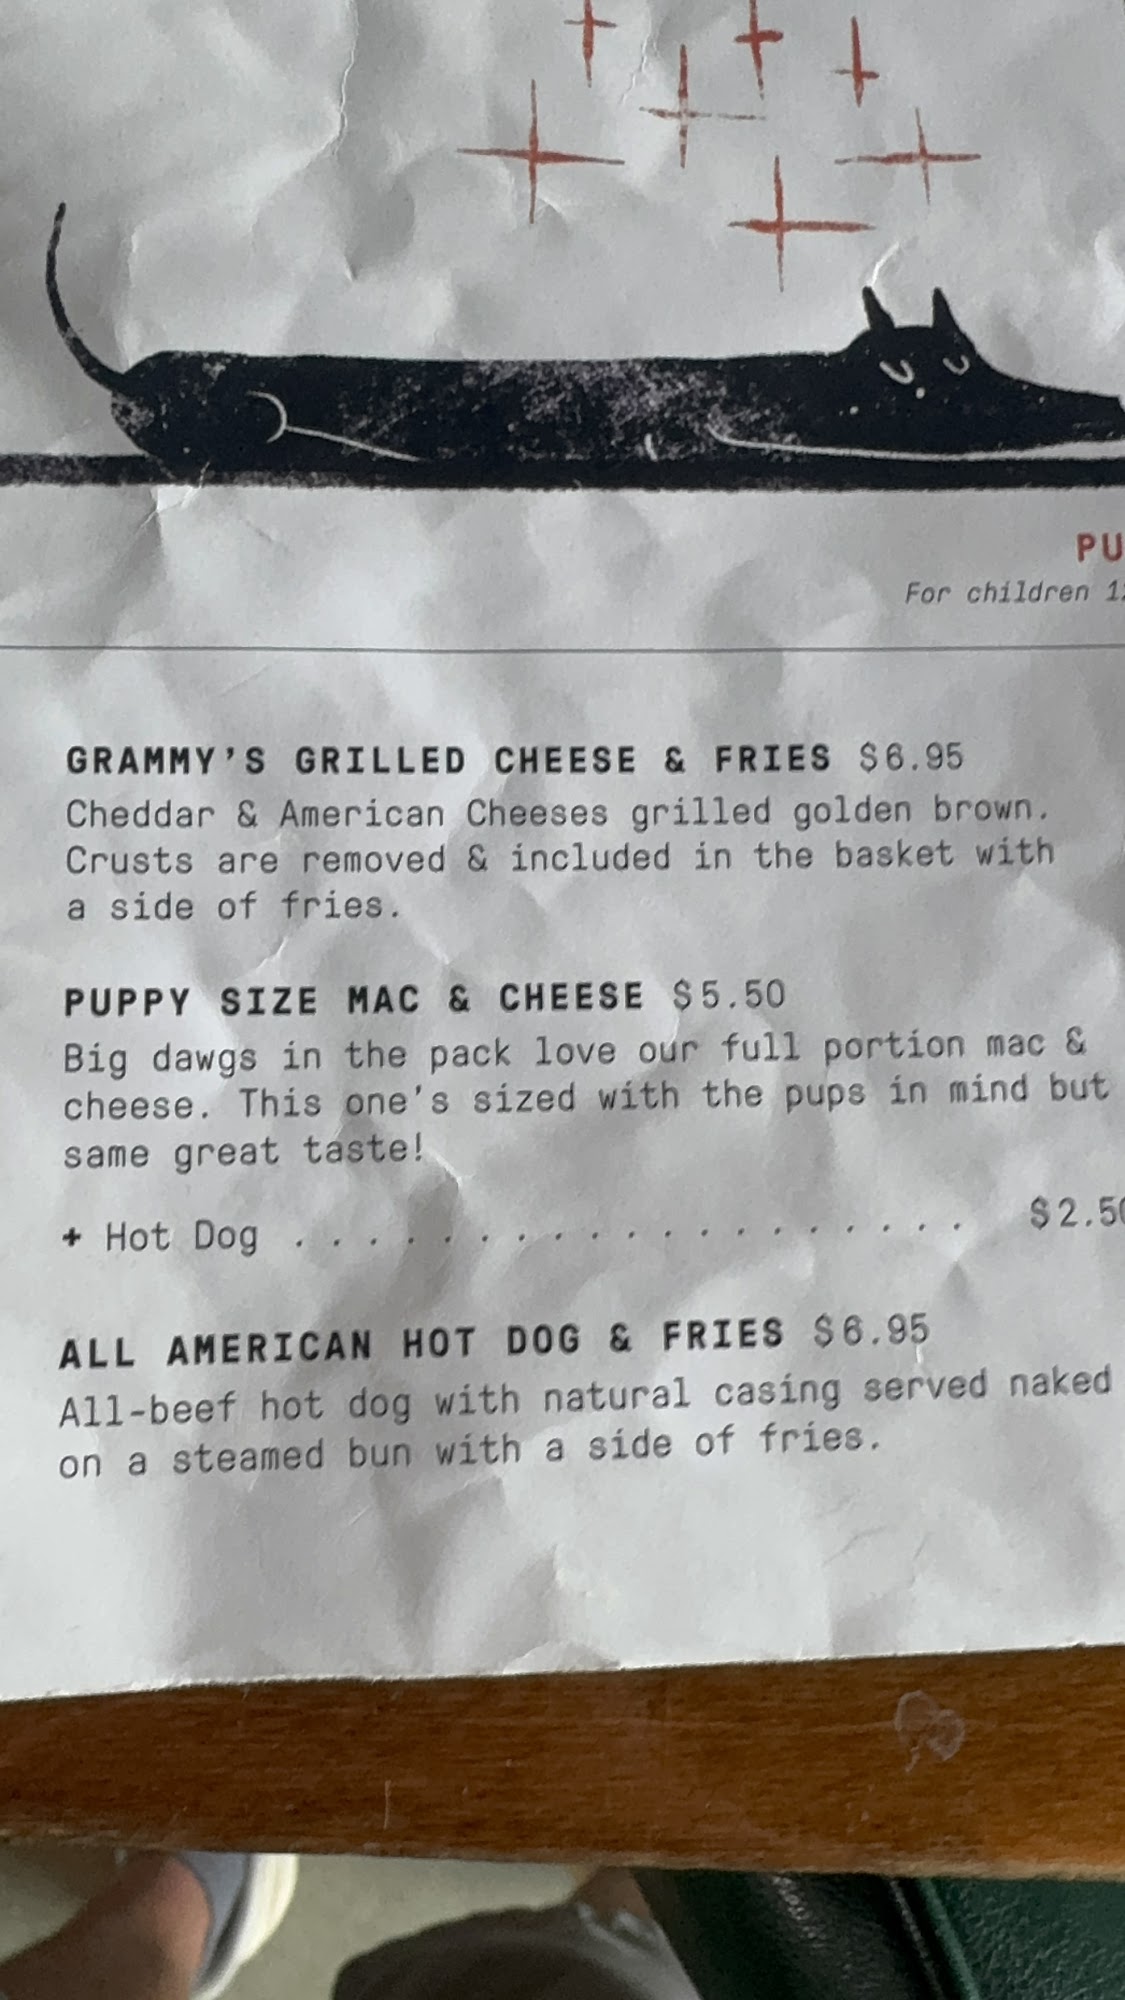 PU
For children
GRAMMY'S GRILLED CHEESE & FRIES $6.95
Cheddar & American Cheeses grilled golden brown.
Crusts are removed & included in the basket with
a side of fries.
PUPPY SIZE MAC & CHEESE $5.50
Big dawgs in the pack love our full portion mac &
cheese. This one's sized with the pups in mind but
same great taste!
+ Hot Dog . . . . . . . . . . . . . . . . . . . $2.50
ALL AMERICAN HOT DOG & FRIES $6.95
All-beef hot dog with natural casing served naked
on a steamed bun with a side of fries.